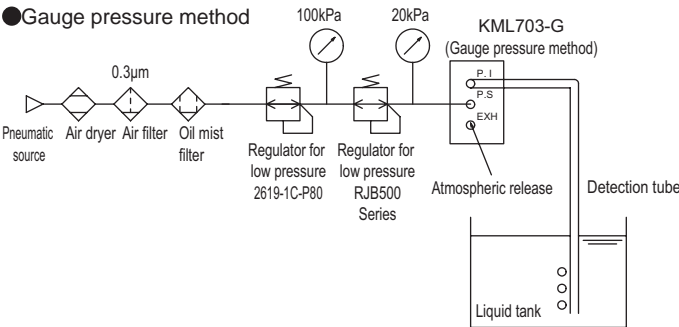 ●Gauge pressure method
100kPa
20kPa
KML703-G
(Gauge pressure method)
0.3µm
P. I
P.S
EXH
Pneumatic
source
Air dryer
Air filter
Oil mist
filter
Regulator for
low pressure
2619-1C-P80
Regulator for
low pressure
RJB500
Series
Atmospheric release
Detection tube
Liquid tank